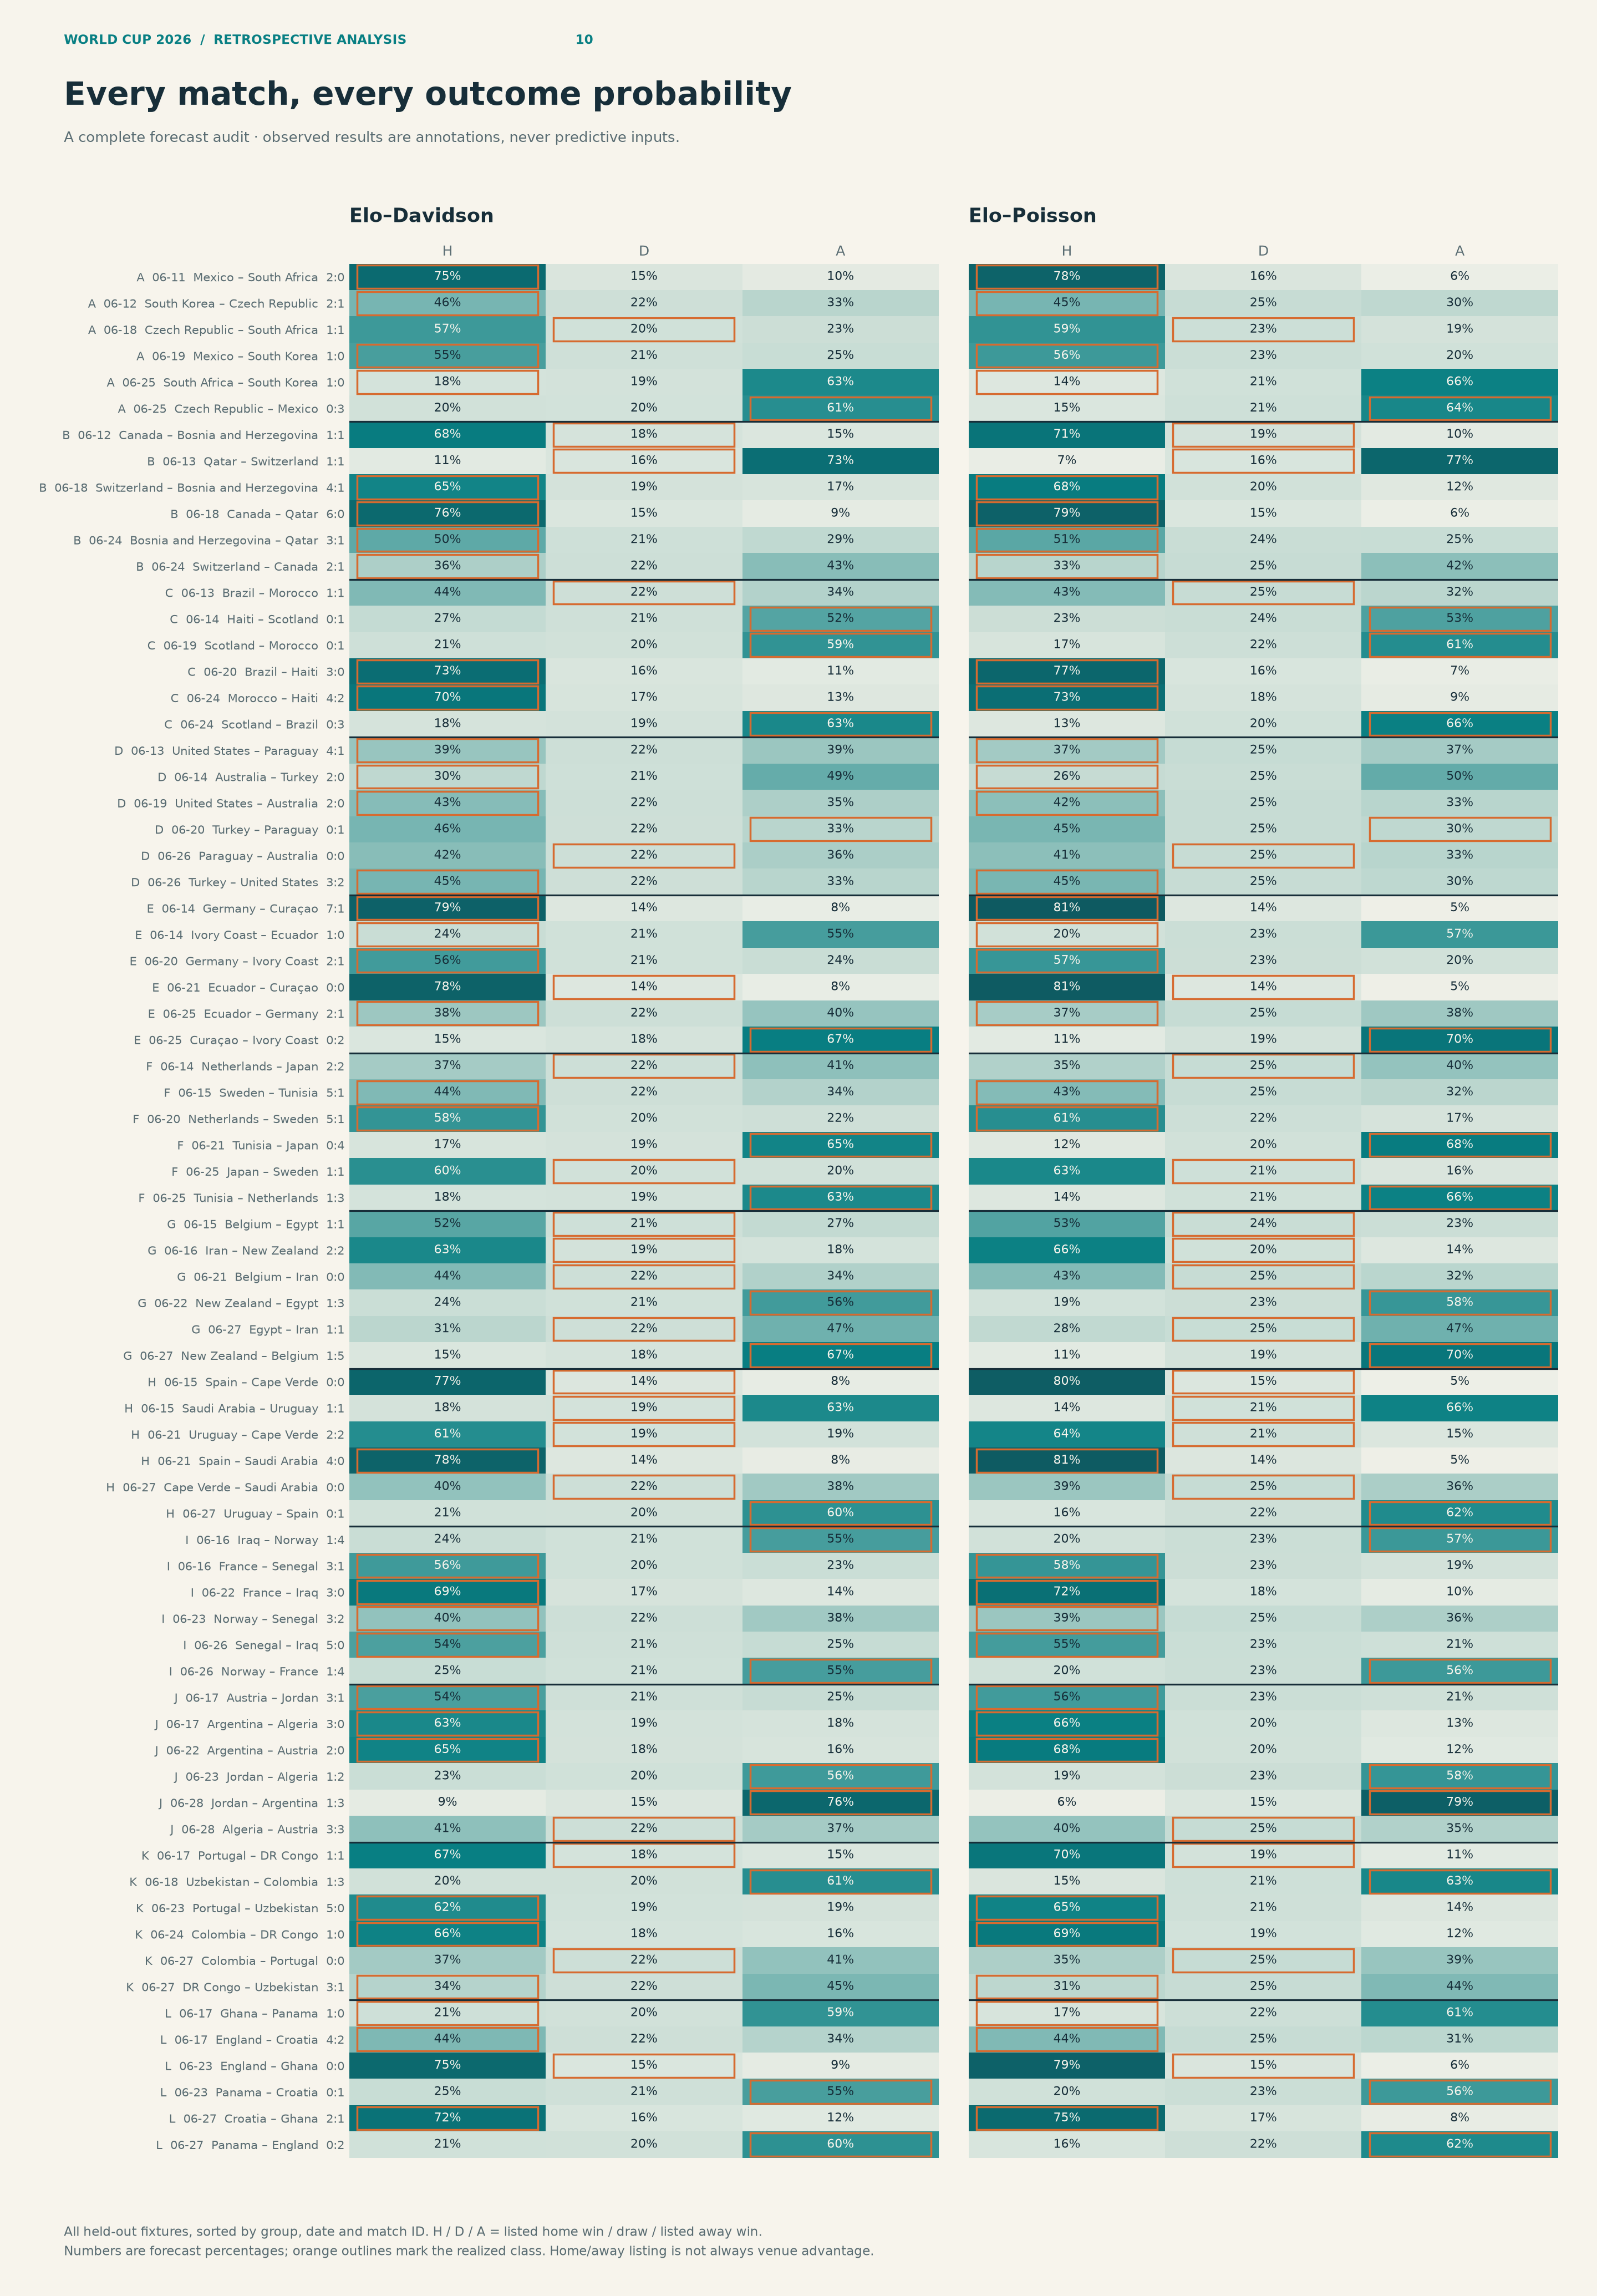 WORLD CUP 2026 / RETROSPECTIVE ANALYSIS 10
Every match, every outcome probability
A complete forecast audit · observed results are annotations, never predictive inputs.
Elo–Davidson Elo–Poisson
H D A H D A
A 06-11 Mexico – South Africa 2:0 75% 15% 10% 78% 16% 6%
A 06-12 South Korea – Czech Republic 2:1 46% 22% 33% 45% 25% 30%
A 06-18 Czech Republic – South Africa 1:1 57% 20% 23% 59% 23% 19%
A 06-19 Mexico – South Korea 1:0 55% 21% 25% 56% 23% 20%
A 06-25 South Africa – South Korea 1:0 18% 19% 63% 14% 21% 66%
A 06-25 Czech Republic – Mexico 0:3 20% 20% 61% 15% 21% 64%
B 06-12 Canada – Bosnia and Herzegovina 1:1 68% 18% 15% 71% 19% 10%
B 06-13 Qatar – Switzerland 1:1 11% 16% 73% 7% 16% 77%
B 06-18 Switzerland – Bosnia and Herzegovina 4:1 65% 19% 17% 68% 20% 12%
B 06-18 Canada – Qatar 6:0 76% 15% 9% 79% 15% 6%
B 06-24 Bosnia and Herzegovina – Qatar 3:1 50% 21% 29% 51% 24% 25%
B 06-24 Switzerland – Canada 2:1 36% 22% 43% 33% 25% 42%
C 06-13 Brazil – Morocco 1:1 44% 22% 34% 43% 25% 32%
C 06-14 Haiti – Scotland 0:1 27% 21% 52% 23% 24% 53%
C 06-19 Scotland – Morocco 0:1 21% 20% 59% 17% 22% 61%
C 06-20 Brazil – Haiti 3:0 73% 16% 11% 77% 16% 7%
C 06-24 Morocco – Haiti 4:2 70% 17% 13% 73% 18% 9%
C 06-24 Scotland – Brazil 0:3 18% 19% 63% 13% 20% 66%
D 06-13 United States – Paraguay 4:1 39% 22% 39% 37% 25% 37%
D 06-14 Australia – Turkey 2:0 30% 21% 49% 26% 25% 50%
D 06-19 United States – Australia 2:0 43% 22% 35% 42% 25% 33%
D 06-20 Turkey – Paraguay 0:1 46% 22% 33% 45% 25% 30%
D 06-26 Paraguay – Australia 0:0 42% 22% 36% 41% 25% 33%
D 06-26 Turkey – United States 3:2 45% 22% 33% 45% 25% 30%
E 06-14 Germany – Curaçao 7:1 79% 14% 8% 81% 14% 5%
E 06-14 Ivory Coast – Ecuador 1:0 24% 21% 55% 20% 23% 57%
E 06-20 Germany – Ivory Coast 2:1 56% 21% 24% 57% 23% 20%
E 06-21 Ecuador – Curaçao 0:0 78% 14% 8% 81% 14% 5%
E 06-25 Ecuador – Germany 2:1 38% 22% 40% 37% 25% 38%
E 06-25 Curaçao – Ivory Coast 0:2 15% 18% 67% 11% 19% 70%
F 06-14 Netherlands – Japan 2:2 37% 22% 41% 35% 25% 40%
F 06-15 Sweden – Tunisia 5:1 44% 22% 34% 43% 25% 32%
F 06-20 Netherlands – Sweden 5:1 58% 20% 22% 61% 22% 17%
F 06-21 Tunisia – Japan 0:4 17% 19% 65% 12% 20% 68%
F 06-25 Japan – Sweden 1:1 60% 20% 20% 63% 21% 16%
F 06-25 Tunisia – Netherlands 1:3 18% 19% 63% 14% 21% 66%
G 06-15 Belgium – Egypt 1:1 52% 21% 27% 53% 24% 23%
G 06-16 Iran – New Zealand 2:2 63% 19% 18% 66% 20% 14%
G 06-21 Belgium – Iran 0:0 44% 22% 34% 43% 25% 32%
G 06-22 New Zealand – Egypt 1:3 24% 21% 56% 19% 23% 58%
G 06-27 Egypt – Iran 1:1 31% 22% 47% 28% 25% 47%
G 06-27 New Zealand – Belgium 1:5 15% 18% 67% 11% 19% 70%
H 06-15 Spain – Cape Verde 0:0 77% 14% 8% 80% 15% 5%
H 06-15 Saudi Arabia – Uruguay 1:1 18% 19% 63% 14% 21% 66%
H 06-21 Uruguay – Cape Verde 2:2 61% 19% 19% 64% 21% 15%
H 06-21 Spain – Saudi Arabia 4:0 78% 14% 8% 81% 14% 5%
H 06-27 Cape Verde – Saudi Arabia 0:0 40% 22% 38% 39% 25% 36%
H 06-27 Uruguay – Spain 0:1 21% 20% 60% 16% 22% 62%
I 06-16 Iraq – Norway 1:4 24% 21% 55% 20% 23% 57%
I 06-16 France – Senegal 3:1 56% 20% 23% 58% 23% 19%
I 06-22 France – Iraq 3:0 69% 17% 14% 72% 18% 10%
I 06-23 Norway – Senegal 3:2 40% 22% 38% 39% 25% 36%
I 06-26 Senegal – Iraq 5:0 54% 21% 25% 55% 23% 21%
I 06-26 Norway – France 1:4 25% 21% 55% 20% 23% 56%
J 06-17 Austria – Jordan 3:1 54% 21% 25% 56% 23% 21%
J 06-17 Argentina – Algeria 3:0 63% 19% 18% 66% 20% 13%
J 06-22 Argentina – Austria 2:0 65% 18% 16% 68% 20% 12%
J 06-23 Jordan – Algeria 1:2 23% 20% 56% 19% 23% 58%
J 06-28 Jordan – Argentina 1:3 9% 15% 76% 6% 15% 79%
J 06-28 Algeria – Austria 3:3 41% 22% 37% 40% 25% 35%
K 06-17 Portugal – DR Congo 1:1 67% 18% 15% 70% 19% 11%
K 06-18 Uzbekistan – Colombia 1:3 20% 20% 61% 15% 21% 63%
K 06-23 Portugal – Uzbekistan 5:0 62% 19% 19% 65% 21% 14%
K 06-24 Colombia – DR Congo 1:0 66% 18% 16% 69% 19% 12%
K 06-27 Colombia – Portugal 0:0 37% 22% 41% 35% 25% 39%
K 06-27 DR Congo – Uzbekistan 3:1 34% 22% 45% 31% 25% 44%
L 06-17 Ghana – Panama 1:0 21% 20% 59% 17% 22% 61%
L 06-17 England – Croatia 4:2 44% 22% 34% 44% 25% 31%
L 06-23 England – Ghana 0:0 75% 15% 9% 79% 15% 6%
L 06-23 Panama – Croatia 0:1 25% 21% 55% 20% 23% 56%
L 06-27 Croatia – Ghana 2:1 72% 16% 12% 75% 17% 8%
L 06-27 Panama – England 0:2 21% 20% 60% 16% 22% 62%
All held-out fixtures, sorted by group, date and match ID. H / D / A = listed home win / draw / listed away win.
Numbers are forecast percentages; orange outlines mark the realized class. Home/away listing is not always venue advantage.